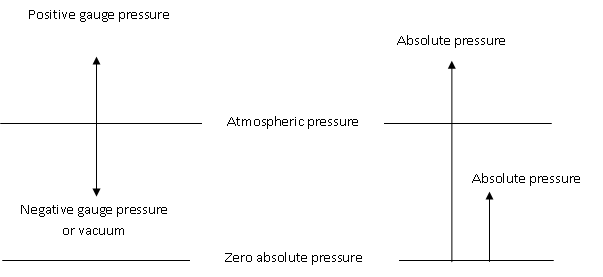 Positive gauge pressure
Absolute pressure
Atmospheric pressure
Absolute pressure
Negative gauge pressure
or vacuum
Zero absolute pressure